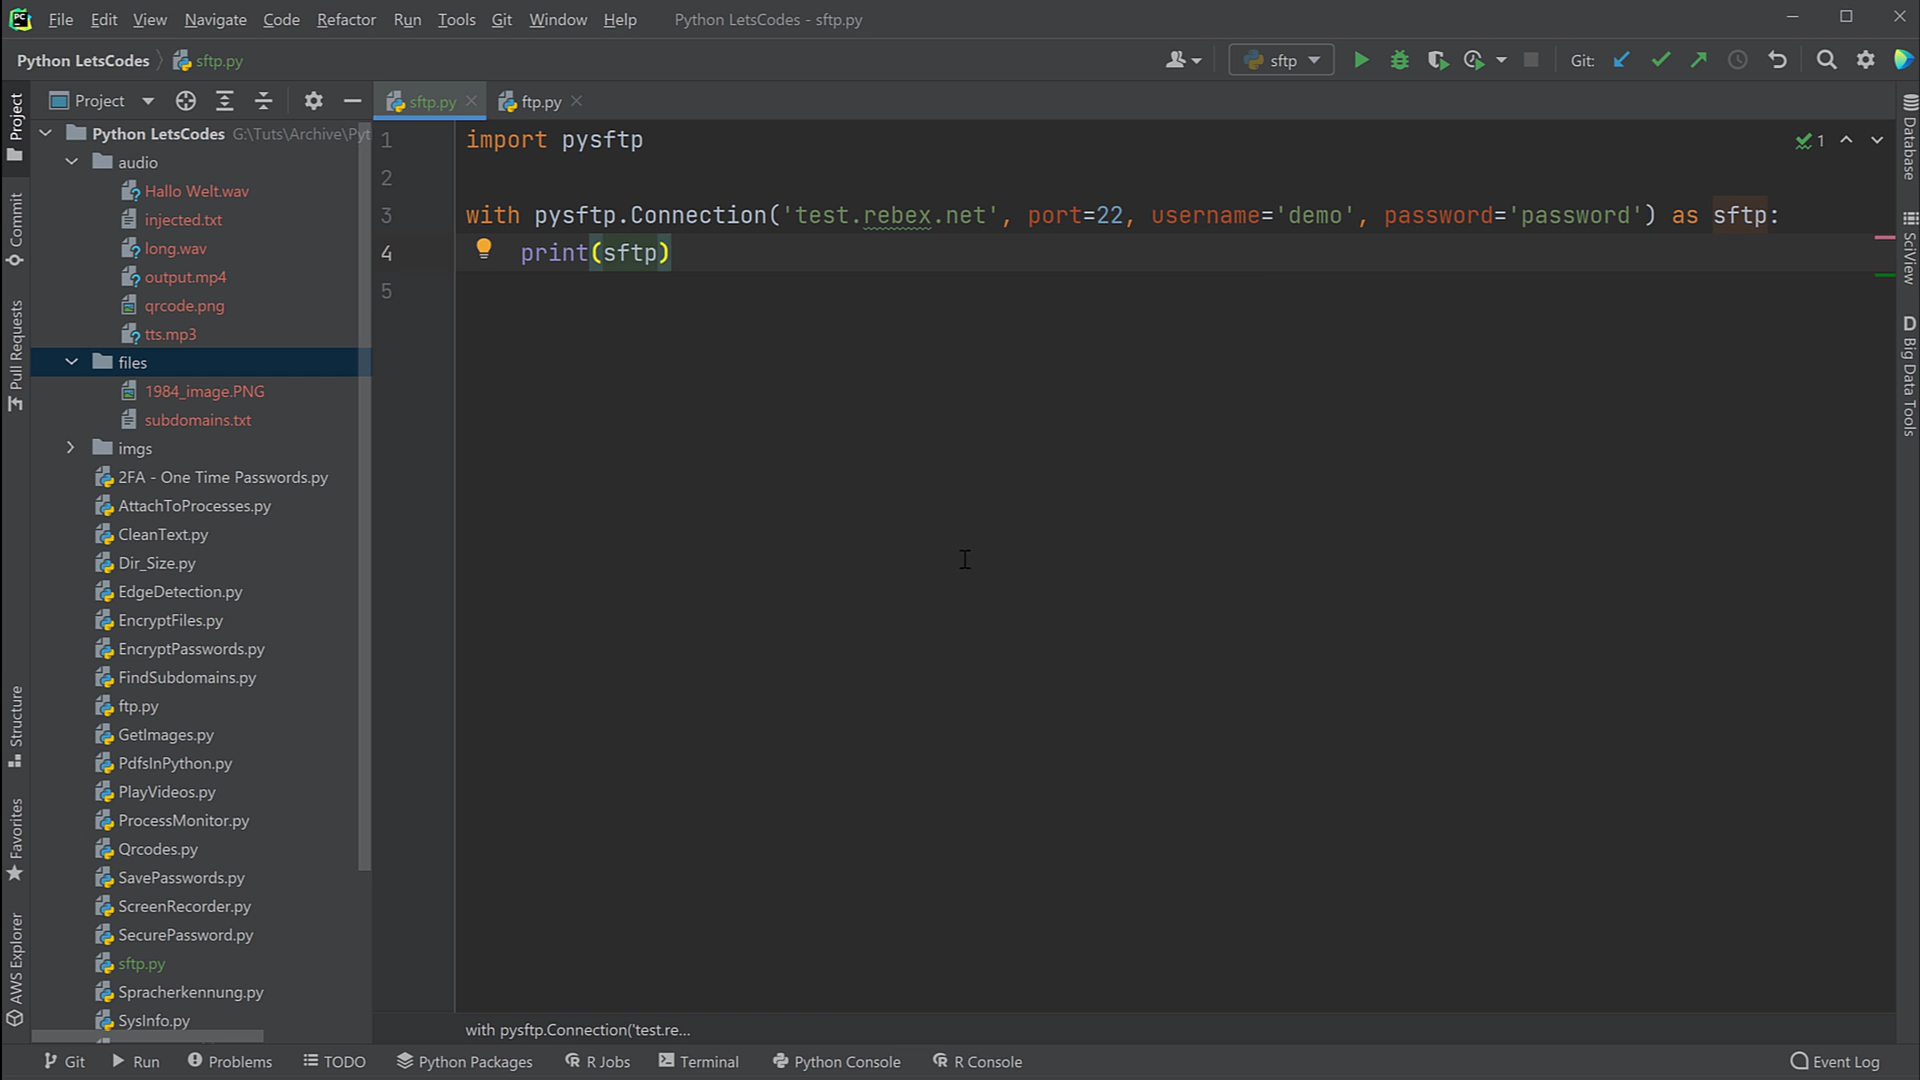 PC File Edit View Navigate Code Refactor Run Tools Git Window Help Python LetsCodes - sftp.py
Python LetsCodes sftp.py sftp Git:
Project sftp.py ftp.py
Python LetsCodes G:\Tuts\Archive\Pyt
audio
Hallo Welt.wav
injected.txt
long.wav
output.mp4
qrcode.png
tts.mp3
files
1984_image.PNG
subdomains.txt
imgs
2FA - One Time Passwords.py
AttachToProcesses.py
CleanText.py
Dir_Size.py
EdgeDetection.py
EncryptFiles.py
EncryptPasswords.py
FindSubdomains.py
ftp.py
GetImages.py
PdfsInPython.py
PlayVideos.py
ProcessMonitor.py
Qrcodes.py
SavePasswords.py
ScreenRecorder.py
SecurePassword.py
sftp.py
Spracherkennung.py
SysInfo.py
1 import pysftp
2
3 with pysftp.Connection('test.rebex.net', port=22, username='demo', password='password') as sftp:
4 print(sftp)
5
1
with pysftp.Connection('test.re...
Project
Commit
Pull Requests
Structure
Favorites
AWS Explorer
Database
SciView
D Big Data Tools
Git Run Problems TODO Python Packages R Jobs Terminal Python Console R Console Event Log